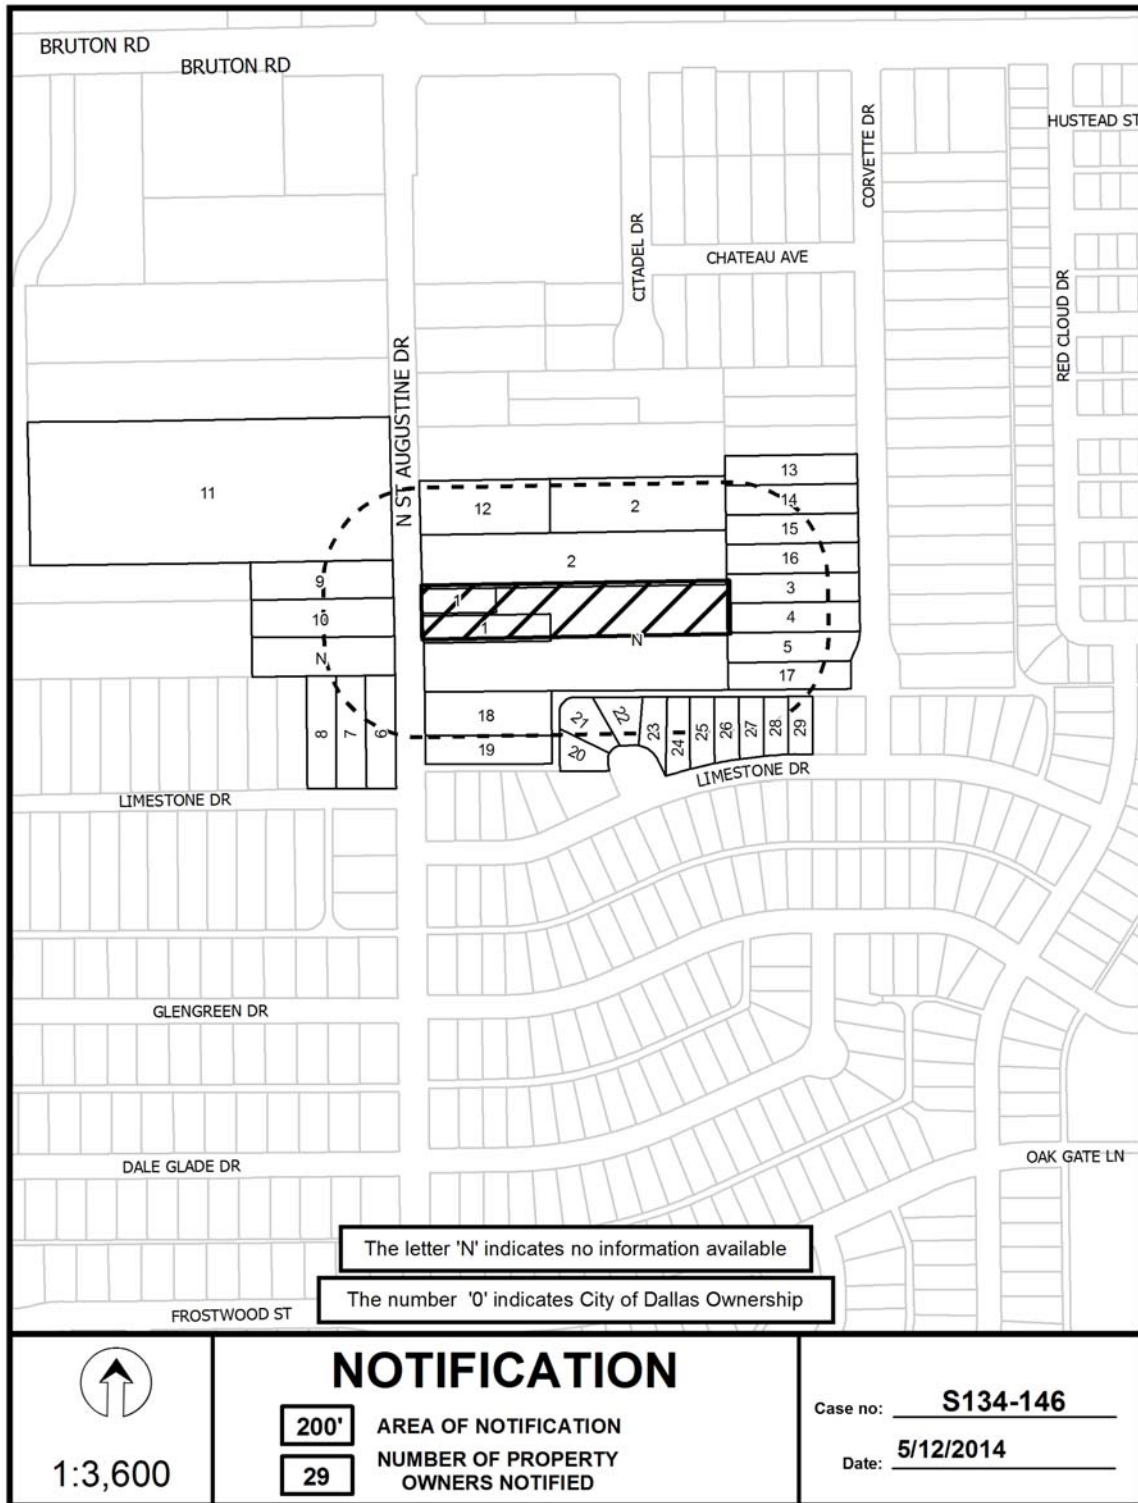 BRUTON RD
BRUTON RD
HUSTEAD ST
CORVETTE DR
CITADEL DR
CHATEAU AVE
RED CLOUD DR
N ST AUGUSTINE DR
13
11
14
12
2
15
2
16
9
3
1
10
4
1
N
5
N
17
18
21
22
23
24
25
26
27
28
29
8
7
6
19
20
LIMESTONE DR
LIMESTONE DR
GLENGREEN DR
DALE GLADE DR
OAK GATE LN
The letter 'N' indicates no information available
The number '0' indicates City of Dallas Ownership
FROSTWOOD ST
1:3,600
NOTIFICATION
200' AREA OF NOTIFICATION
29 NUMBER OF PROPERTY
OWNERS NOTIFIED
Case no: S134-146
Date: 5/12/2014